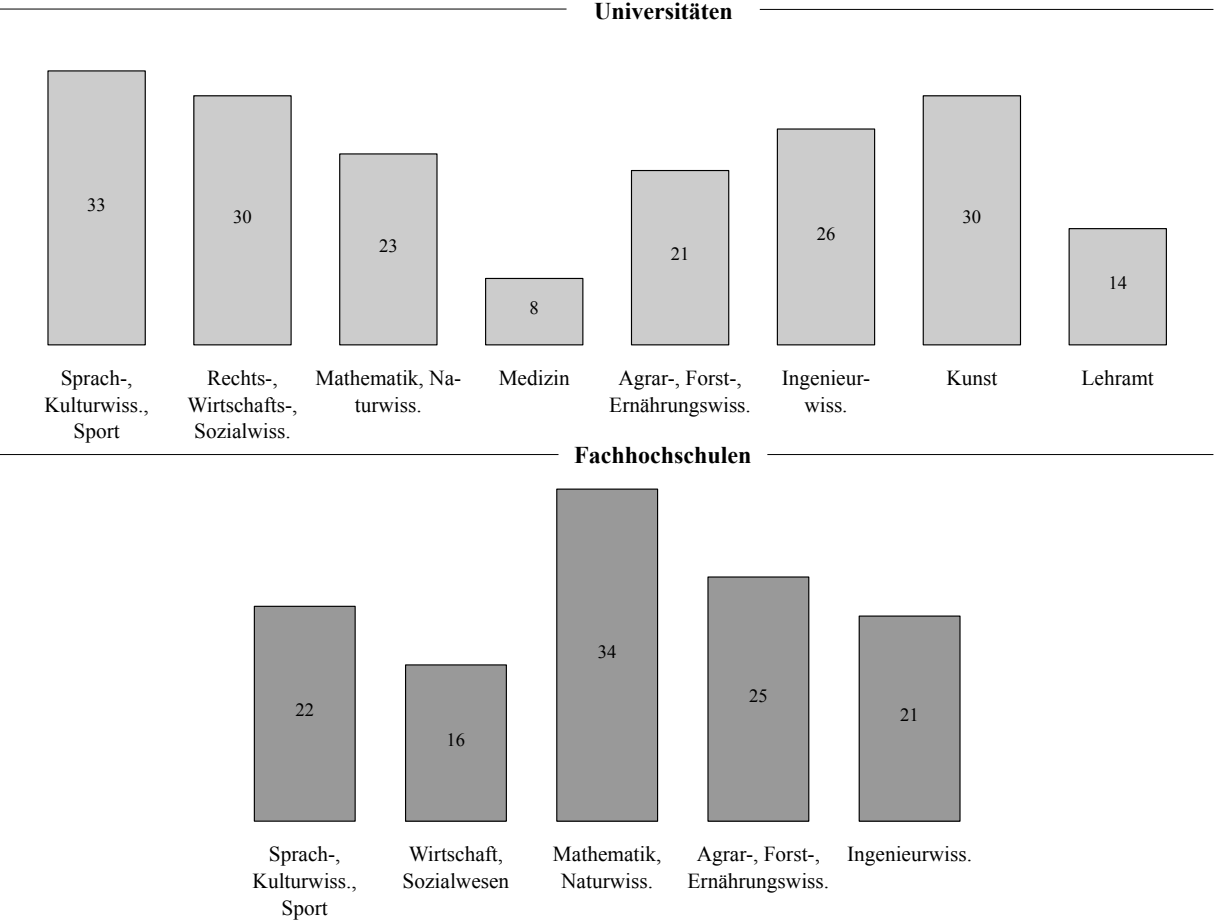 Universitäten
33
30
23
8
21
26
30
14
Sprach-,
Kulturwiss.,
Sport
Rechts-,
Wirtschafts-,
Sozialwiss.
Mathematik, Na-
turwiss.
Medizin
Agrar-, Forst-,
Ernährungswiss.
Ingenieur-
wiss.
Kunst
Lehramt
Fachhochschulen
22
16
34
25
21
Sprach-,
Kulturwiss.,
Sport
Wirtschaft,
Sozialwesen
Mathematik,
Naturwiss.
Agrar-, Forst-,
Ernährungswiss.
Ingenieurwiss.